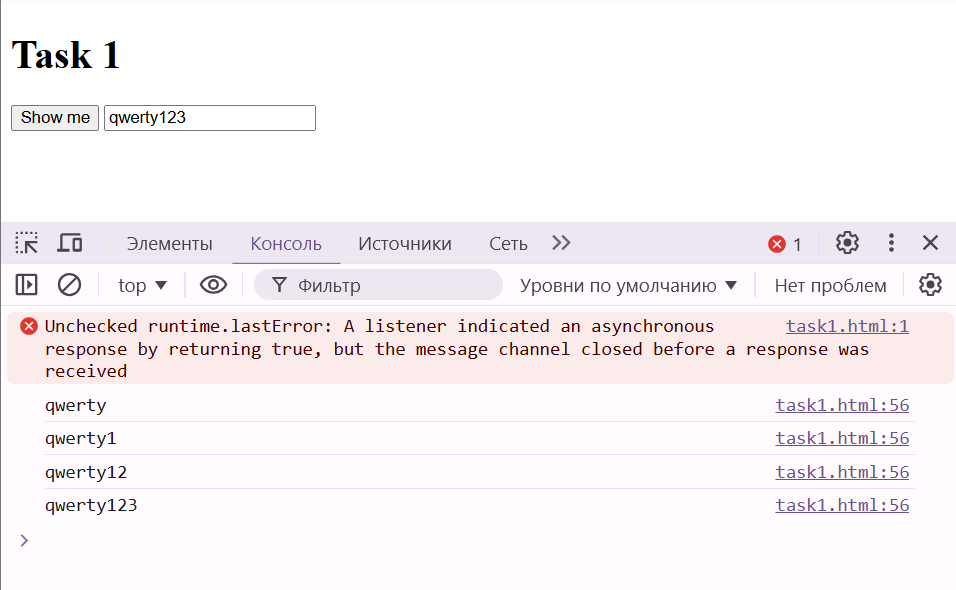 Task 1
Show me qwerty123
Элементы Консоль Источники Сеть 1
top Фильтр Уровни по умолчанию Нет проблем
Unchecked runtime.lastError: A listener indicated an asynchronous task1.html:1
response by returning true, but the message channel closed before a response was
received
qwerty task1.html:56
qwerty1 task1.html:56
qwerty12 task1.html:56
qwerty123 task1.html:56